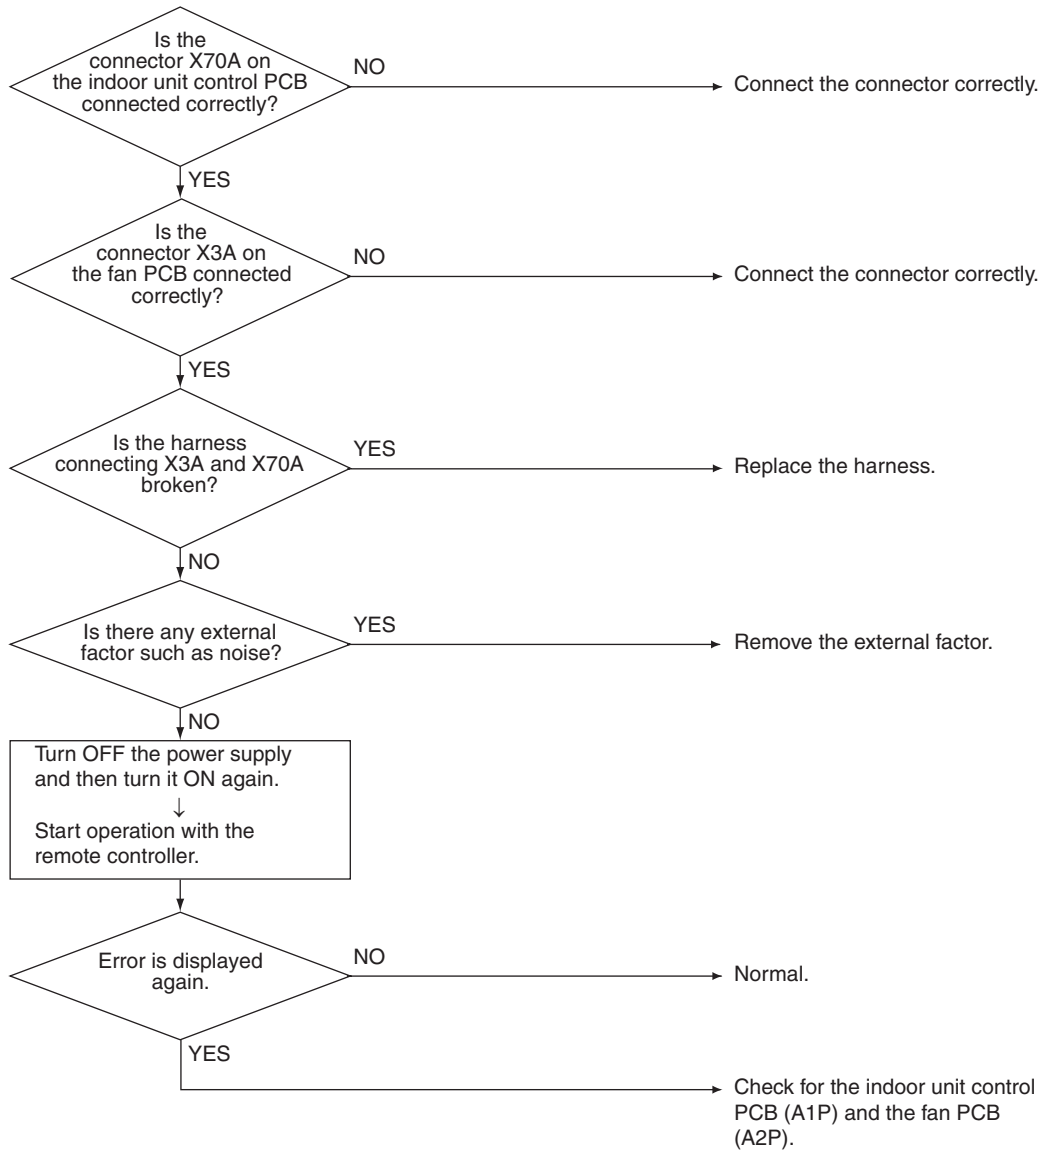 Is the
connector X70A on
the indoor unit control PCB
connected correctly?
NO
Connect the connector correctly.
YES
Is the
connector X3A on
the fan PCB connected
correctly?
NO
Connect the connector correctly.
YES
Is the harness
connecting X3A and X70A
broken?
YES
Replace the harness.
NO
Is there any external
factor such as noise?
YES
Remove the external factor.
NO
Turn OFF the power supply
and then turn it ON again.
↓
Start operation with the
remote controller.
Error is displayed
again.
NO
Normal.
YES
Check for the indoor unit control
PCB (A1P) and the fan PCB
(A2P).